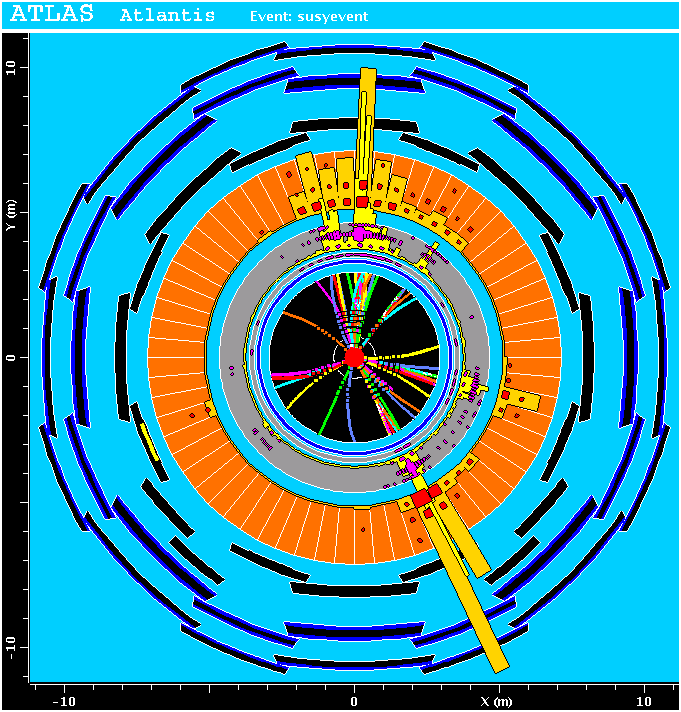 ATLAS Atlantis Event: susyevent
10
Y (m)
0
-10
-10 0 X (m) 10